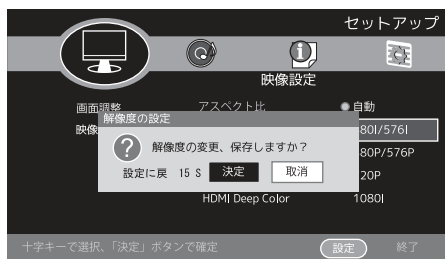 セットアップ
映像設定
画面調整 アスペクト比 自動
解像度の設定
映像 80I/576I
解像度の変更、保存しますか？
80P/576P
設定に戻 15 S 決定 取消
20P
HDMI Deep Color 1080I
十字キーで選択、「決定」ボタンで確定 設定 終了